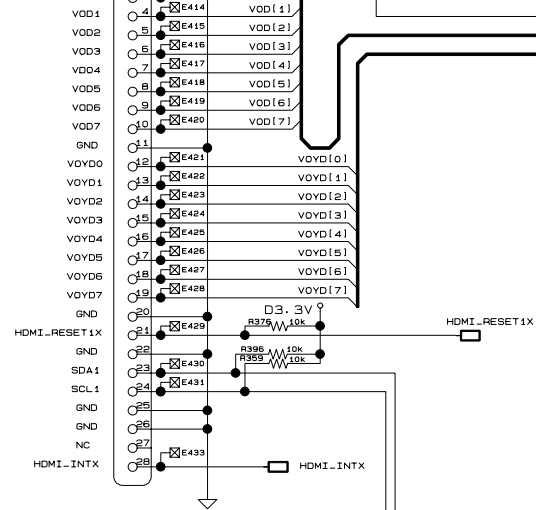 E414
VOD1 4 VOD[1]
E415
VOD2 5 VOD[2]
E416
VOD3 6 VOD[3]
E417
VDO4 7 VOD[4]
E418
VOD5 8 VOD[5]
E419
VOD6 9 VOD[6]
E420
VOD7 10 VOD[7]
GND 11
E421
VOYD0 12 VOYD[0]
E422
VOYD1 13 VOYD[1]
E423
VOYD2 14 VOYD[2]
E424
VOYD3 15 VOYD[3]
E425
VOYD4 16 VOYD[4]
E426
VOYD5 17 VOYD[5]
E427
VOYD6 18 VOYD[6]
E428
VOYD7 19 VOYD[7]
GND 20 D3.3V
E429 R376 10k HDMI_RESET1X
HDMI_RESET1X 21
GND 22 R396 10k
E430 R359 10k
SDA1 23
E431
SCL1 24
GND 25
GND 26
NC 27
E433
HDMI_INTX 28 HDMI_INTX